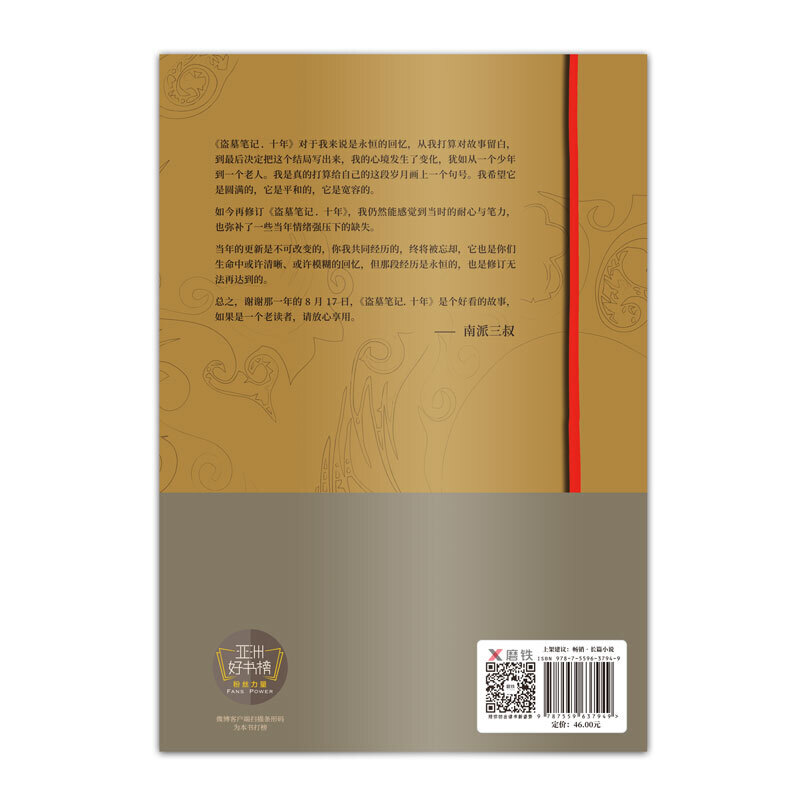 《盗墓笔记．十年》对于我来说是永恒的回忆，从我打算对故事留白，
到最后决定把这个结局写出来，我的心境发生了变化，犹如从一个少年
到一个老人。我是真的打算给自己的这段岁月画上一个句号。我希望它
是圆满的，它是平和的，它是宽容的。
如今再修订《盗墓笔记．十年》，我仍然能感觉到当时的耐心与笔力，
也弥补了一些当年情绪强压下的缺失。
当年的更新是不可改变的，你我共同经历的，终将被忘却，它也是你们
生命中或许清晰、或许模糊的回忆，但那段经历是永恒的，也是修订无
法再达到的。
总之，谢谢那一年的 8 月 17 日，《盗墓笔记．十年》是个好看的故事，
如果是一个老读者，请放心享用。
—— 南派三叔
亚洲
好书榜
粉丝力量
FANS POWER
微博客户端扫描条形码
为本书打榜
磨铁
上架建议：畅销·长篇小说
ISBN 978-7-5596-3794-9
磨铁
9 787559 637949>
定价：46.00元